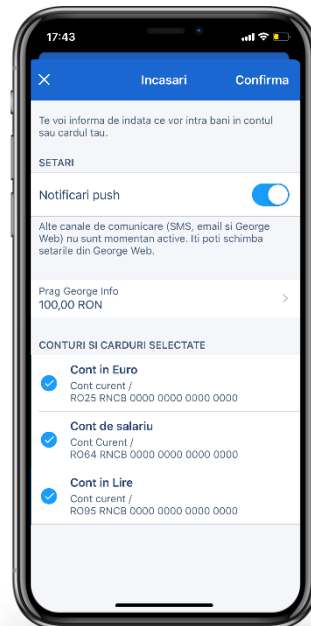 17:43
Incasari
Confirma
Te voi informa de indata ce vor intra bani in contul
sau cardul tau.
SETARI
Notificari push
Alte canale de comunicare (SMS, email si George
Web) nu sunt momentan active. Iti poti schimba
setarile din George Web.
Prag George Info
100,00 RON
CONTURI SI CARDURI SELECTATE
Cont in Euro
Cont curent /
RO25 RNCB 0000 0000 0000 0000
Cont de salariu
Cont Curent /
RO64 RNCB 0000 0000 0000 0000
Cont in Lire
Cont curent /
RO95 RNCB 0000 0000 0000 0000